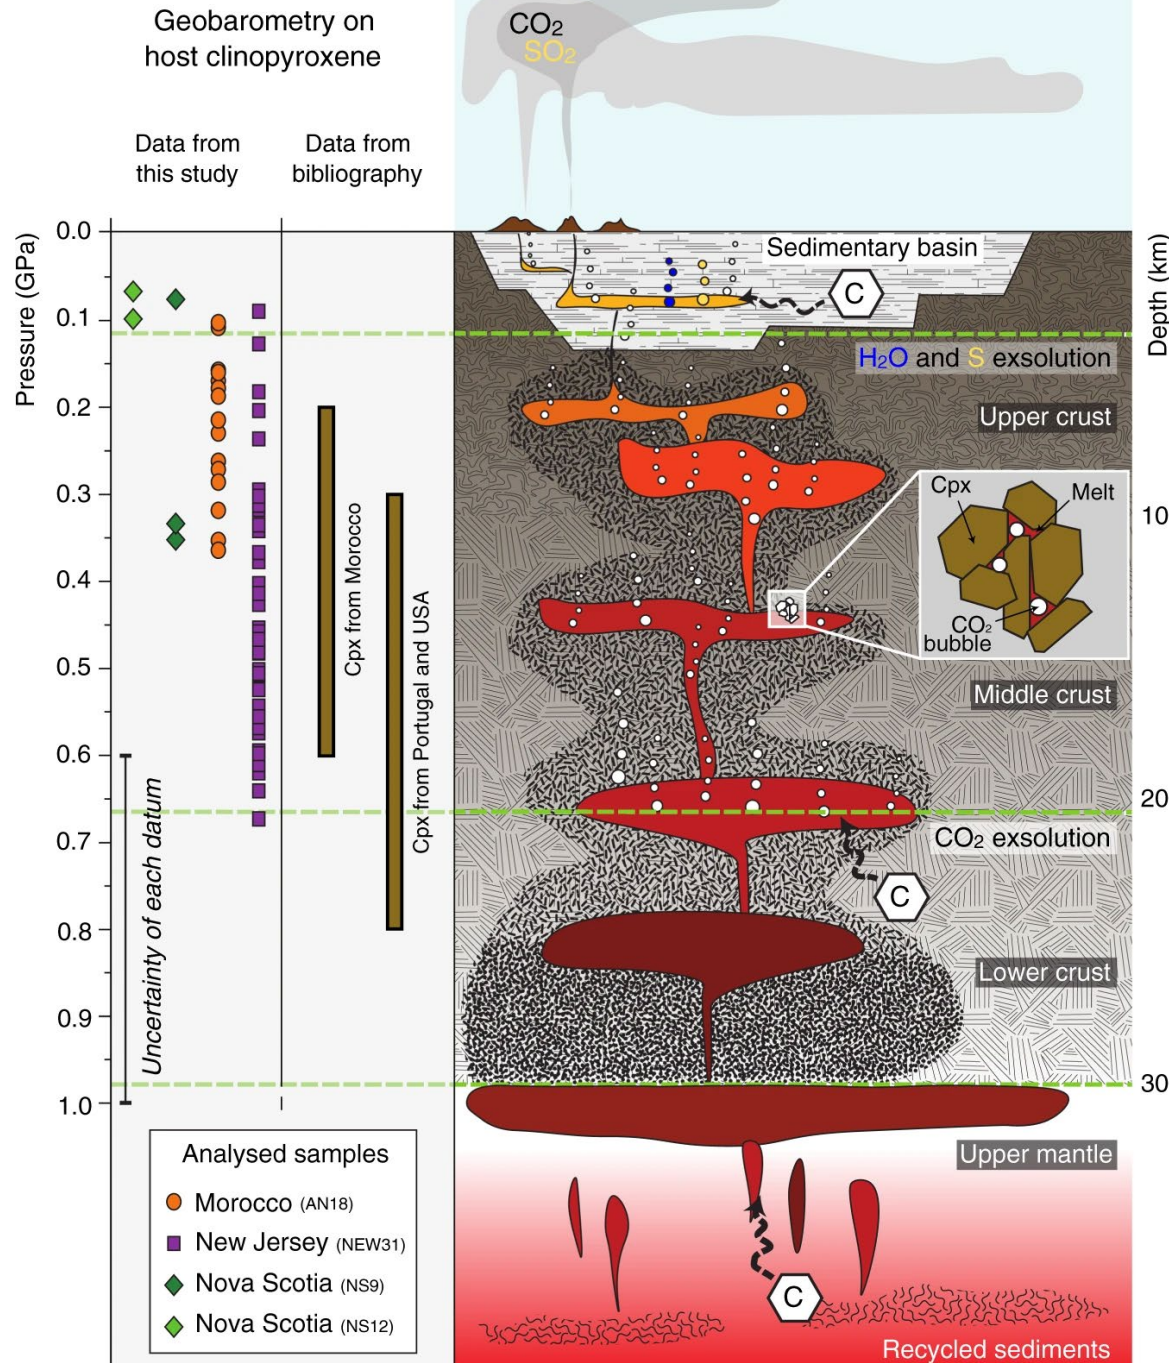 Geobarometry on
host clinopyroxene
Data from
this study
Data from
bibliography
CO₂
SO₂
Pressure (GPa)
0.0
0.1
0.2
0.3
0.4
0.5
0.6
0.7
0.8
0.9
1.0
Uncertainty of each datum
Cpx from Morocco
Cpx from Portugal and USA
Sedimentary basin
C
H₂O and S exsolution
Upper crust
Cpx
Melt
CO₂
bubble
Middle crust
CO₂ exsolution
C
Lower crust
Upper mantle
C
Recycled sediments
Depth (km)
10
20
30
Analysed samples
Morocco (AN18)
New Jersey (NEW31)
Nova Scotia (NS9)
Nova Scotia (NS12)